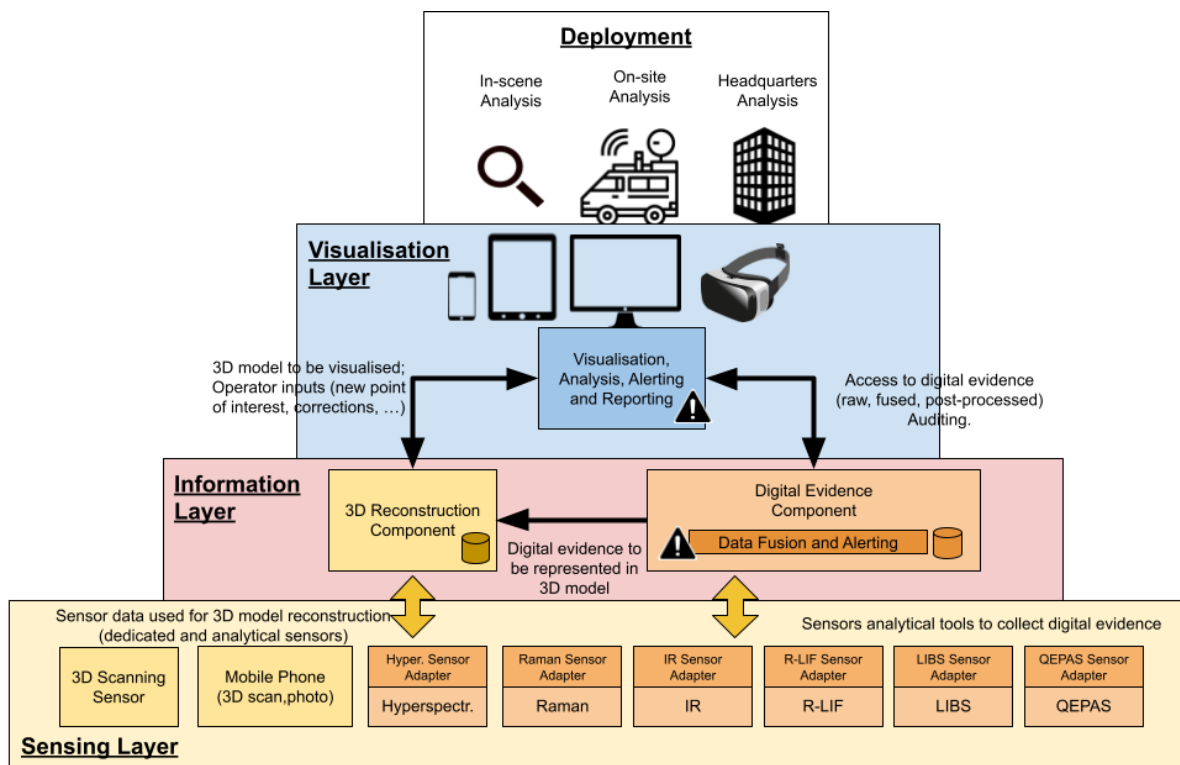 Deployment
In-scene
Analysis
On-site
Analysis
Headquarters
Analysis
Visualisation
Layer
3D model to be visualised;
Operator inputs (new point
of interest, corrections, …)
Visualisation,
Analysis, Alerting
and Reporting
Access to digital evidence
(raw, fused, post-processed)
Auditing.
Information
Layer
3D Reconstruction
Component
Digital evidence to
be represented in
3D model
Digital Evidence
Component
Data Fusion and Alerting
Sensor data used for 3D model reconstruction
(dedicated and analytical sensors)
Sensors analytical tools to collect digital evidence
3D Scanning
Sensor
Mobile Phone
(3D scan,photo)
Hyper. Sensor
Adapter
Hyperspectr.
Raman Sensor
Adapter
Raman
IR Sensor
Adapter
IR
R-LIF Sensor
Adapter
R-LIF
LIBS Sensor
Adapter
LIBS
QEPAS Sensor
Adapter
QEPAS
Sensing Layer